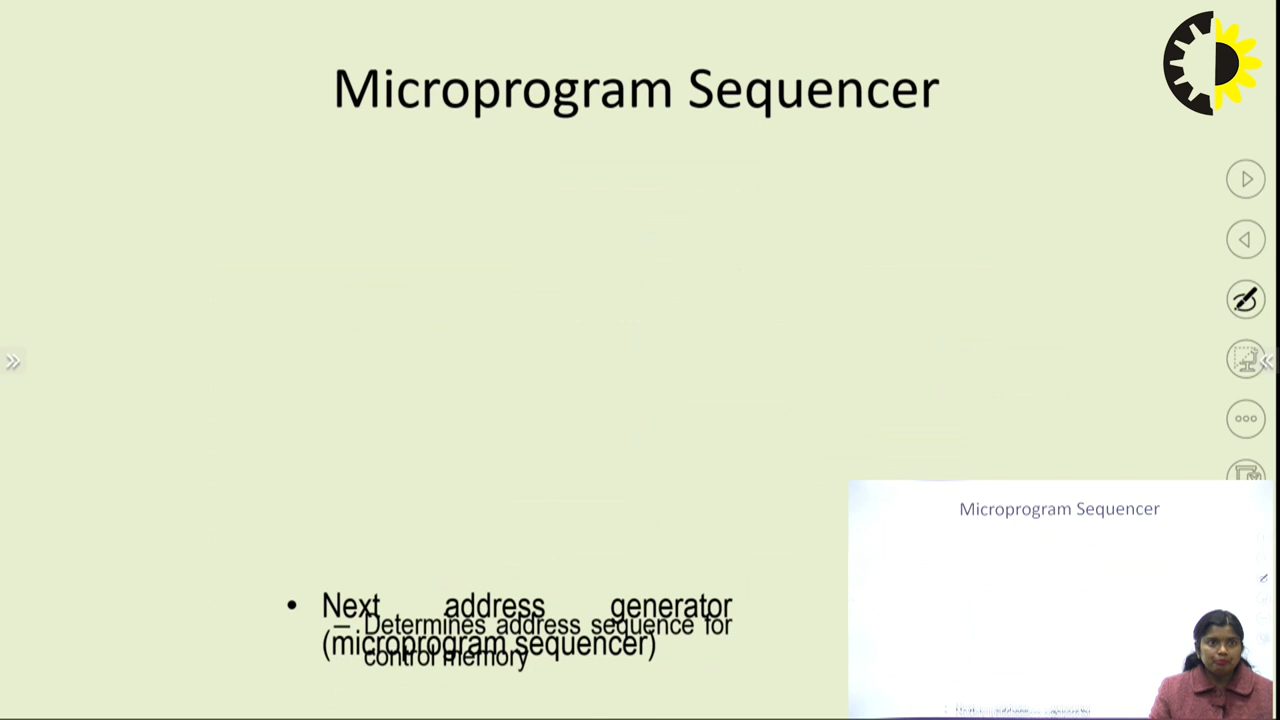 Microprogram Sequencer
• Next address generator
(microprogram sequencer)
– Determines address sequence for
control memory
Microprogram Sequencer